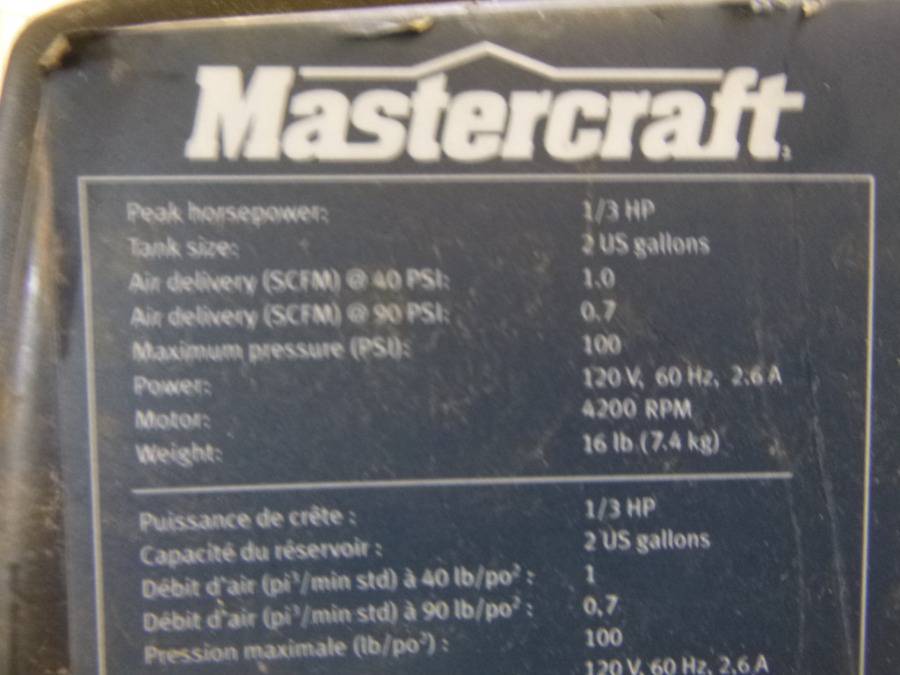 Mastercraft
Peak horsepower: 1/3 HP
Tank size: 2 US gallons
Air delivery (SCFM) @ 40 PSI: 1.0
Air delivery (SCFM) @ 90 PSI: 0.7
Maximum pressure (PSI): 100
Power: 120 V, 60 Hz, 2.6 A
Motor: 4200 RPM
Weight: 16 lb (7.4 kg)
Puissance de crête : 1/3 HP
Capacité du réservoir : 2 US gallons
Débit d'air (pi³/min std) à 40 lb/po² : 1
Débit d'air (pi³/min std) à 90 lb/po² : 0,7
Pression maximale (lb/po²) : 100
120 V, 60 Hz, 2,6 A